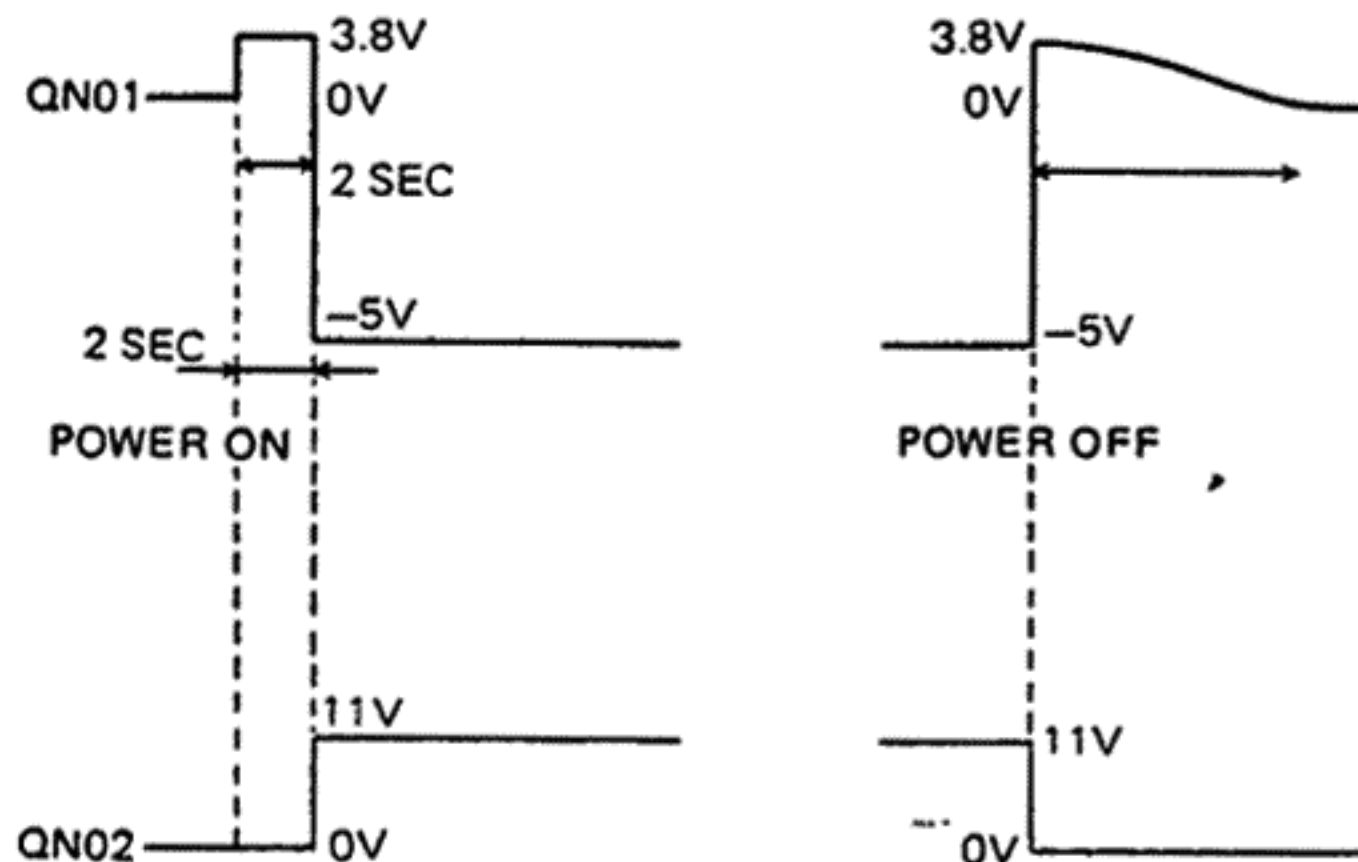 3.8V
QN01
0V
2 SEC
-5V
2 SEC
POWER ON
11V
QN02
0V
3.8V
0V
-5V
POWER OFF
11V
0V